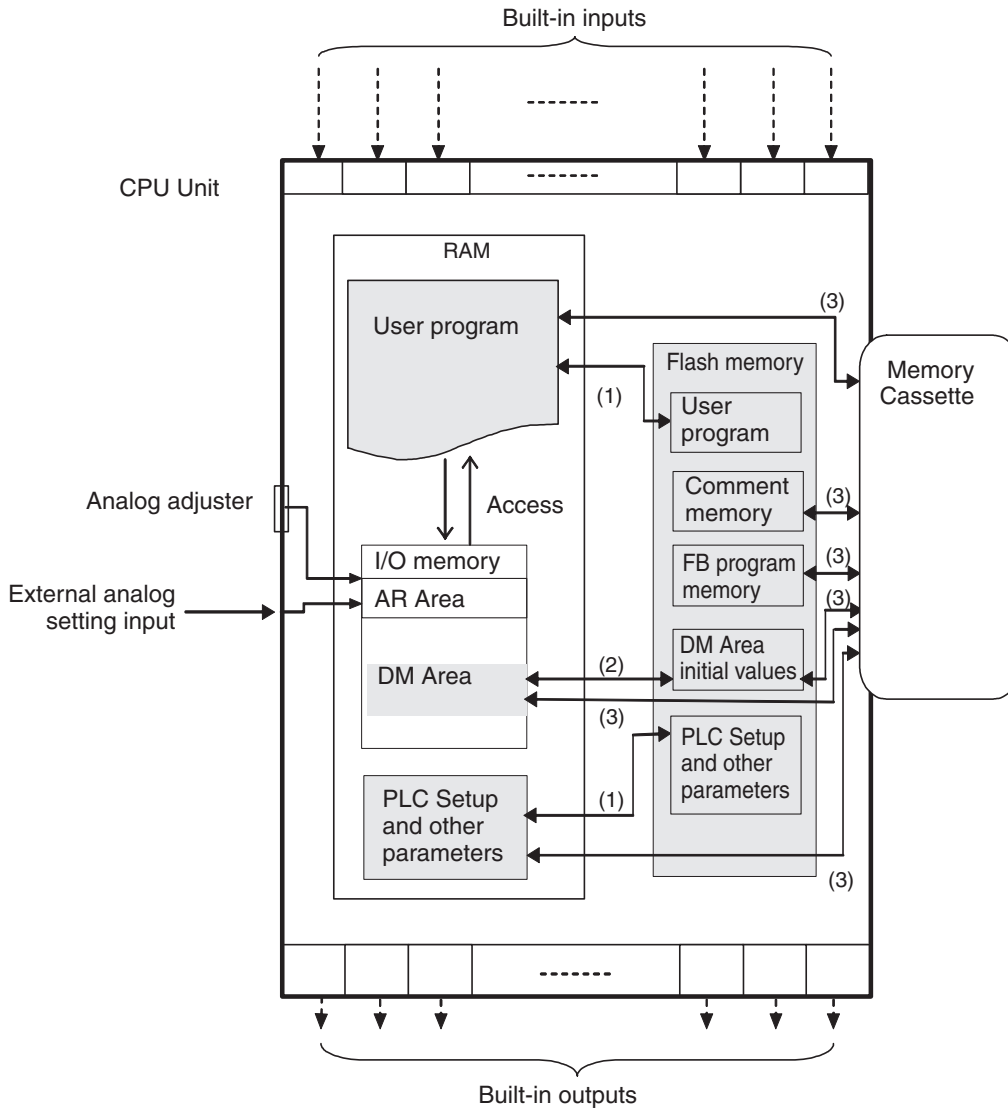 Built-in inputs
CPU Unit
RAM
User program
(3)
Flash memory
Memory
Cassette
(1)
User
program
Analog adjuster
Access
Comment
memory
(3)
I/O memory
FB program
memory
(3)
External analog
setting input
AR Area
(3)
DM Area
(2)
DM Area
initial values
(3)
PLC Setup
and other
parameters
PLC Setup
and other
parameters
(1)
(3)
Built-in outputs